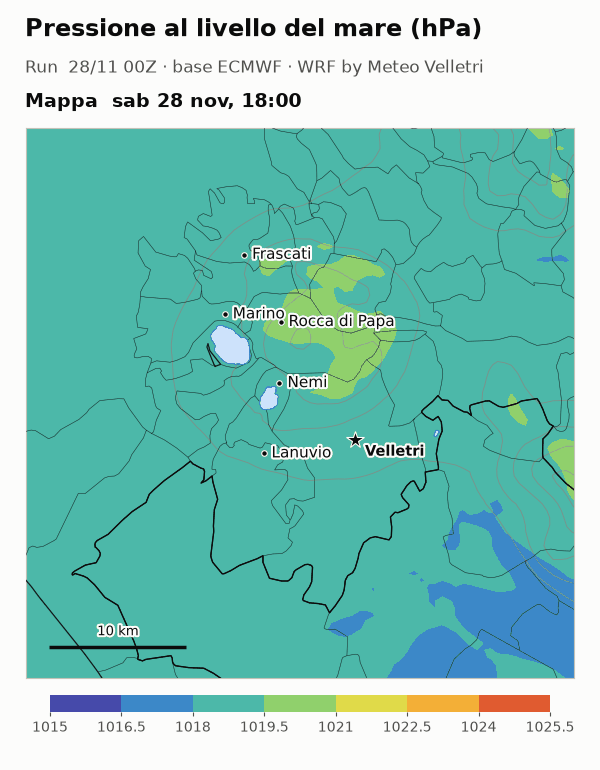 Pressione al livello del mare (hPa)
Run  28/11 00Z · base ECMWF · WRF by Meteo Velletri
Mappa  sab 28 nov, 18:00
Frascati
Marino
Rocca di Papa
Nemi
Velletri
Lanuvio
10 km
1015 1016.5 1018 1019.5 1021 1022.5 1024 1025.5